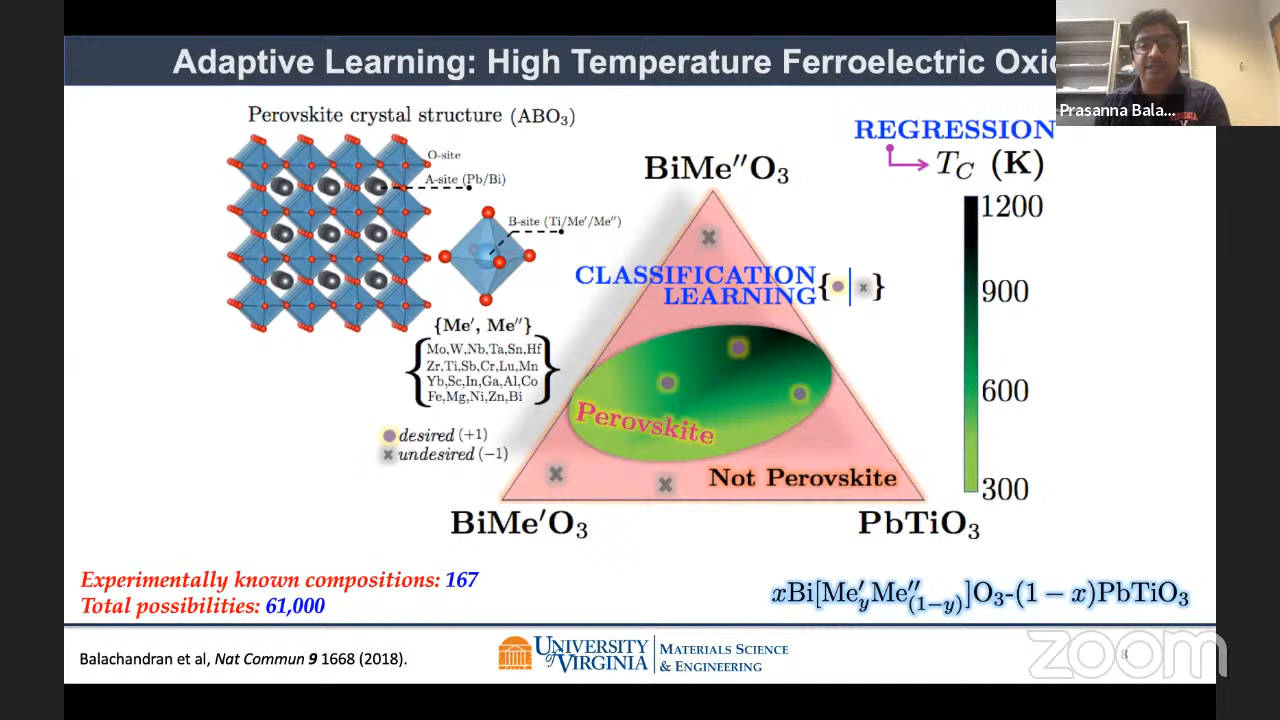 Adaptive Learning: High Temperature Ferroelectric Oxi
Prasanna Bala...
Perovskite crystal structure (ABO₃)
O-site
A-site (Pb/Bi)
B-site (Ti/Me′/Me″)
{Me′, Me″}
Mo,W,Nb,Ta,Sn,Hf
Zr,Ti,Sb,Cr,Lu,Mn
Yb,Sc,In,Ga,Al,Co
Fe,Mg,Ni,Zn,Bi
desired (+1)
undesired (−1)
BiMe″O₃
CLASSIFICATION
LEARNING
Perovskite
Not Perovskite
BiMe′O₃
PbTiO₃
REGRESSION
T_C (K)
1200
900
600
300
Experimentally known compositions: 167
Total possibilities: 61,000
xBi[Me′_yMe″_(1−y)]O₃-(1 − x)PbTiO₃
Balachandran et al, Nat Commun 9 1668 (2018).
UNIVERSITY
of VIRGINIA
MATERIALS SCIENCE
& ENGINEERING
8
zoom